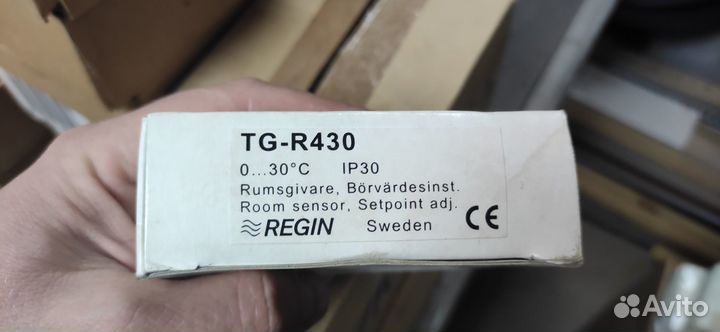 TG-R430
0...30°C IP30
Rumsgivare, Börvärdesinst.
Room sensor, Setpoint adj.
REGIN Sweden CE
Avito